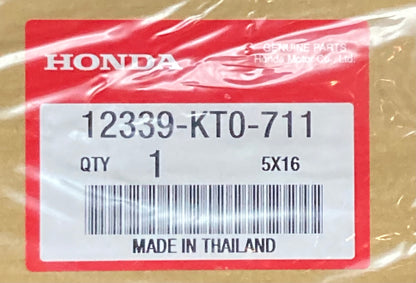 HONDA
GENUINE PARTS
Honda Motor Co., Ltd.
12339-KT0-711
QTY 1 5X16
MADE IN THAILAND